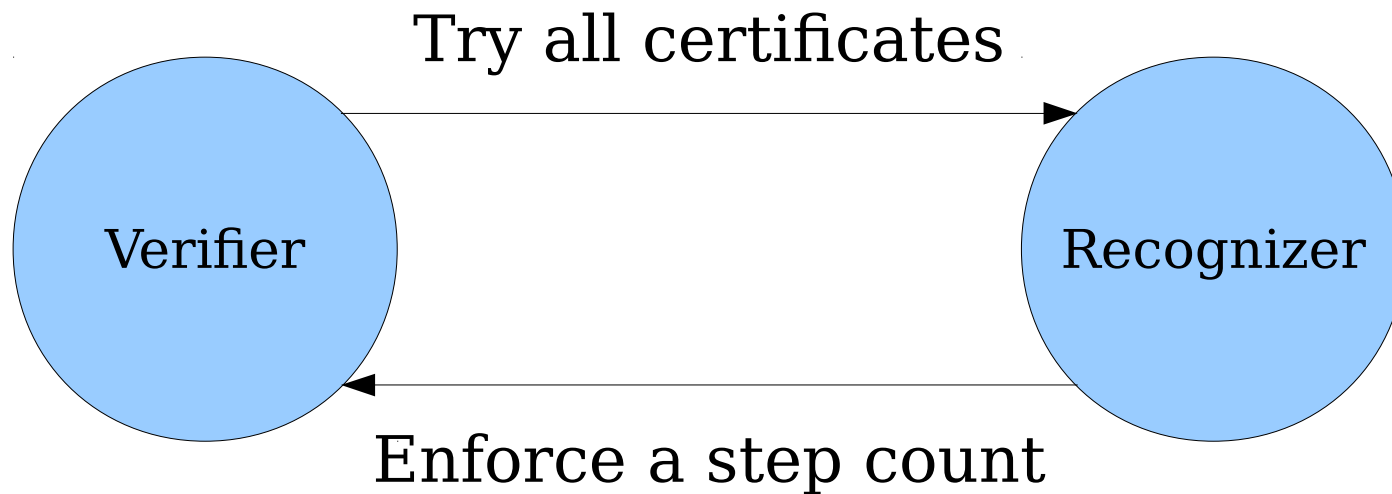 Try all certificates
Verifier
Recognizer
Enforce a step count